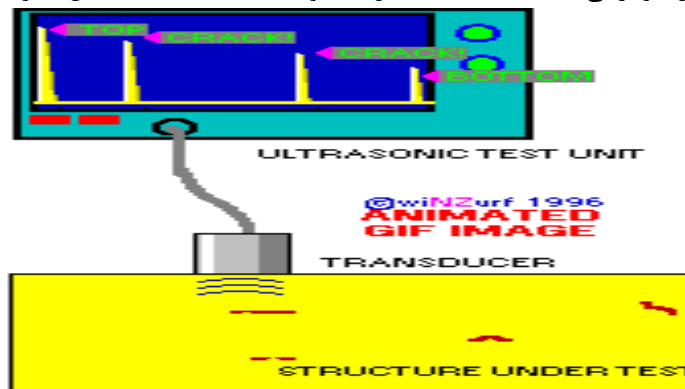 TOP
CRACK!
CRACK!
BOTTOM
ULTRASONIC TEST UNIT
©wiNZurf 1996
ANIMATED
GIF IMAGE
TRANSDUCER
STRUCTURE UNDER TEST